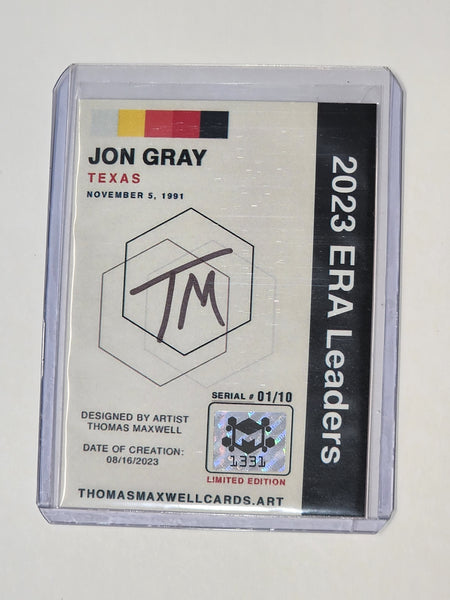 JON GRAY
TEXAS
NOVEMBER 5, 1991
2023 ERA Leaders
TM
SERIAL # 01/10
DESIGNED BY ARTIST
THOMAS MAXWELL
DATE OF CREATION:
08/16/2023
M
1331
LIMITED EDITION
THOMASMAXWELLCARDS.ART